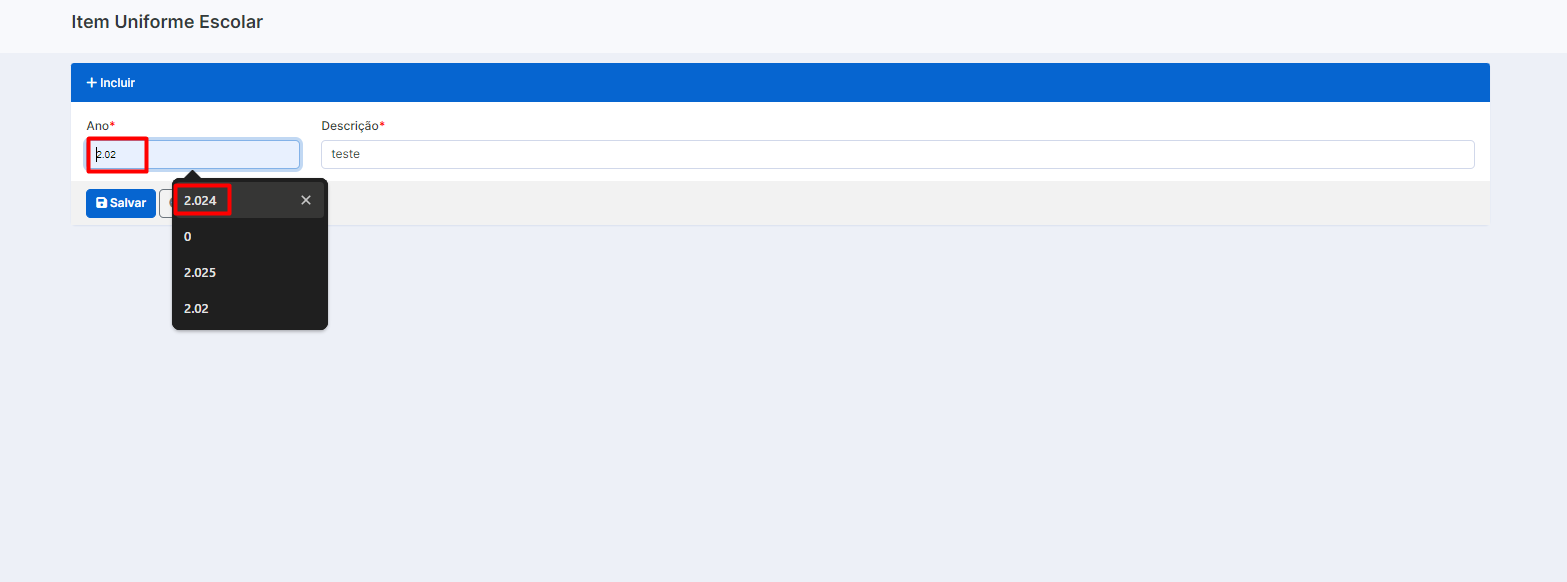 Item Uniforme Escolar
+ Incluir
Ano* Descrição*
2.02 teste
Salvar
2.024
0
2.025
2.02